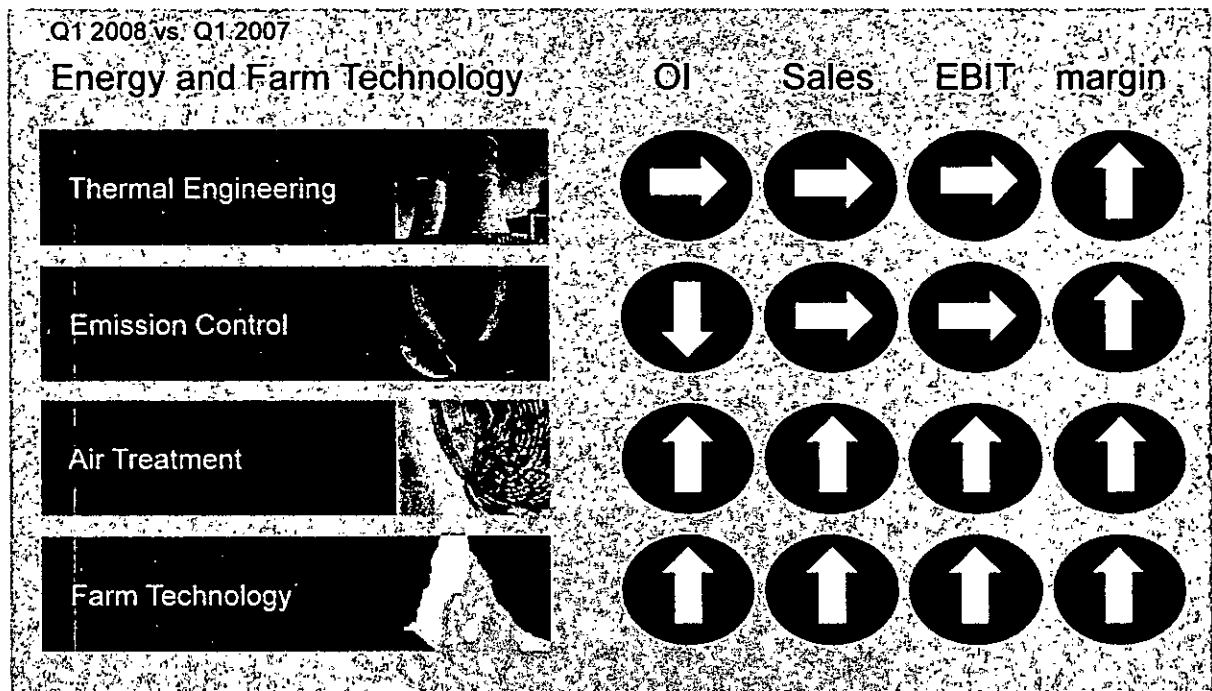 Q1 2008 vs. Q1 2007
Energy and Farm Technology OI Sales EBIT margin
Thermal Engineering
Emission Control
Air Treatment
Farm Technology